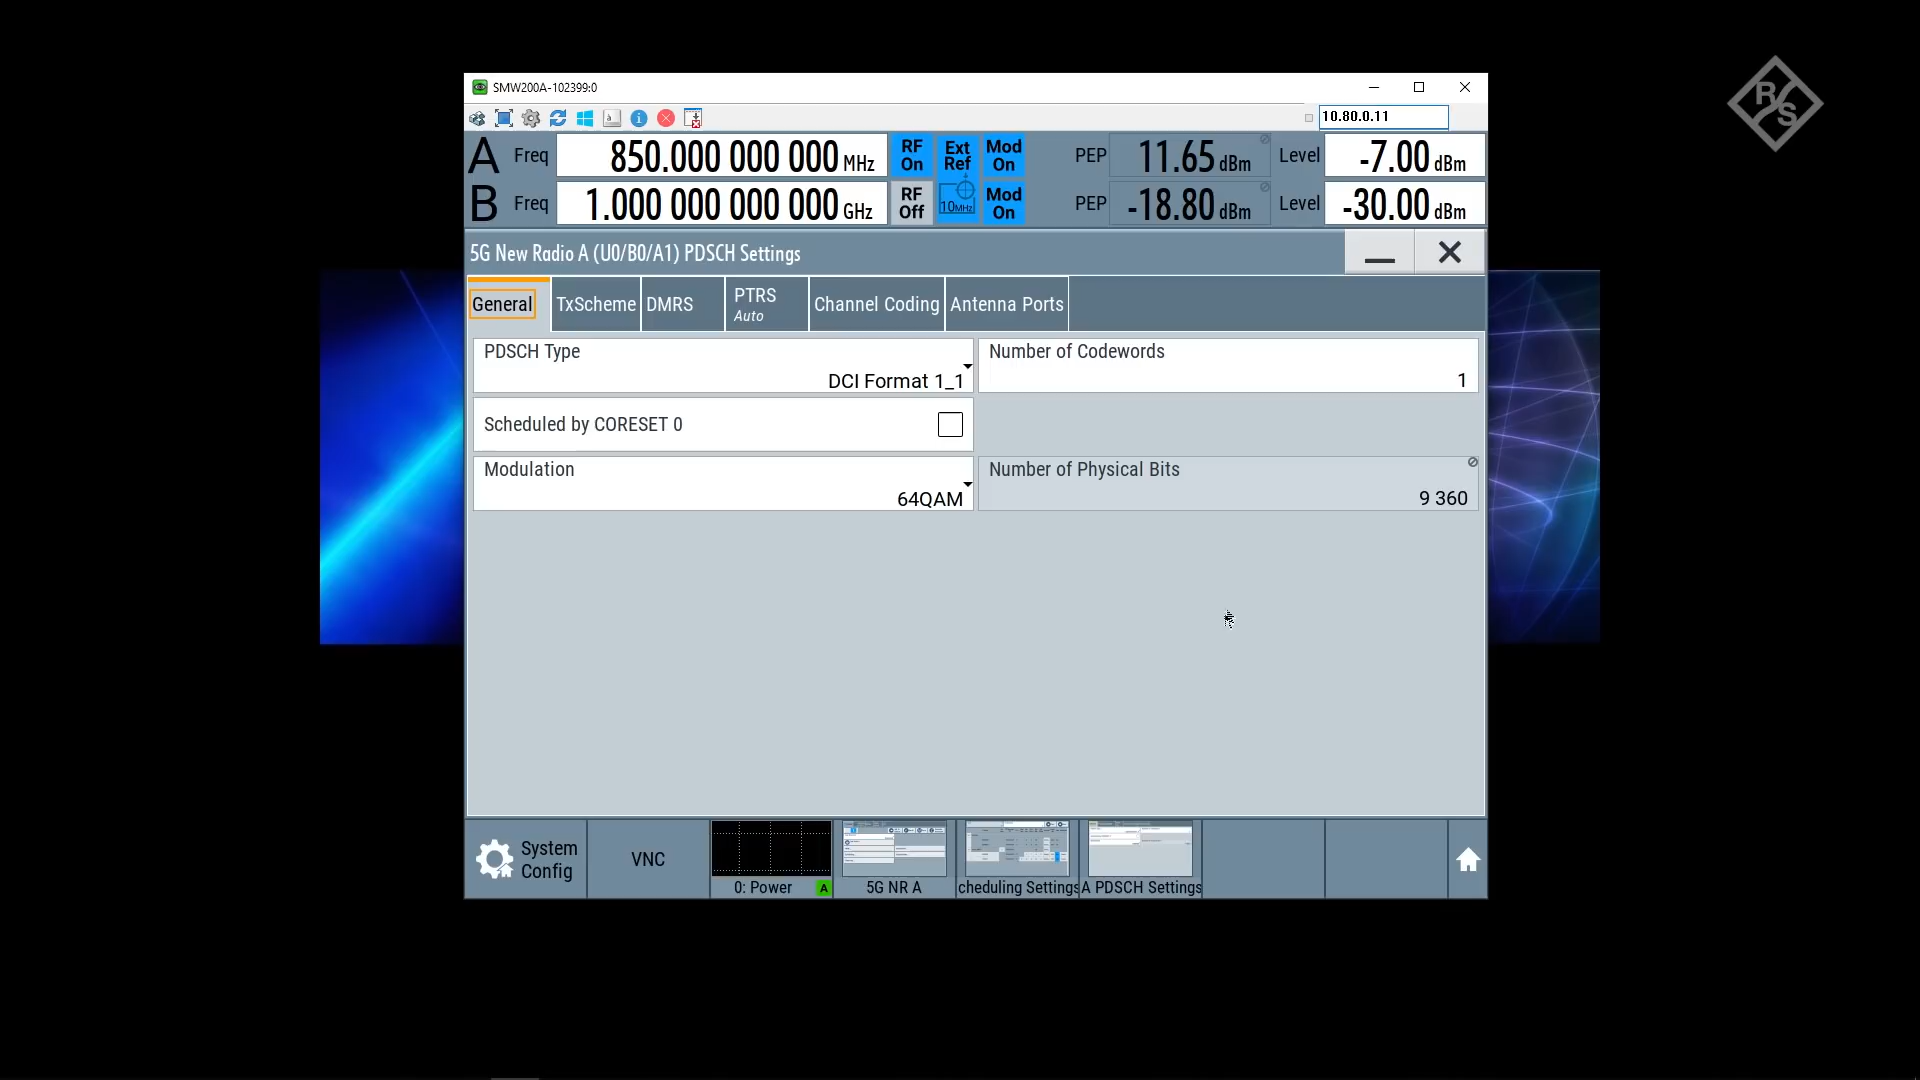 SMW200A-102399:0
10.80.0.11
A Freq 850.000 000 000 MHz RF On Ext Ref Mod On PEP 11.65 dBm Level -7.00 dBm
B Freq 1.000 000 000 000 GHz RF Off 10MHz Mod On PEP -18.80 dBm Level -30.00 dBm
5G New Radio A (U0/B0/A1) PDSCH Settings
General TxScheme DMRS PTRS Auto Channel Coding Antenna Ports
PDSCH Type Number of Codewords
DCI Format 1_1 1
Scheduled by CORESET 0
Modulation Number of Physical Bits
64QAM 9 360
System Config VNC
0: Power A 5G NR A cheduling Settings A PDSCH Settings
R S